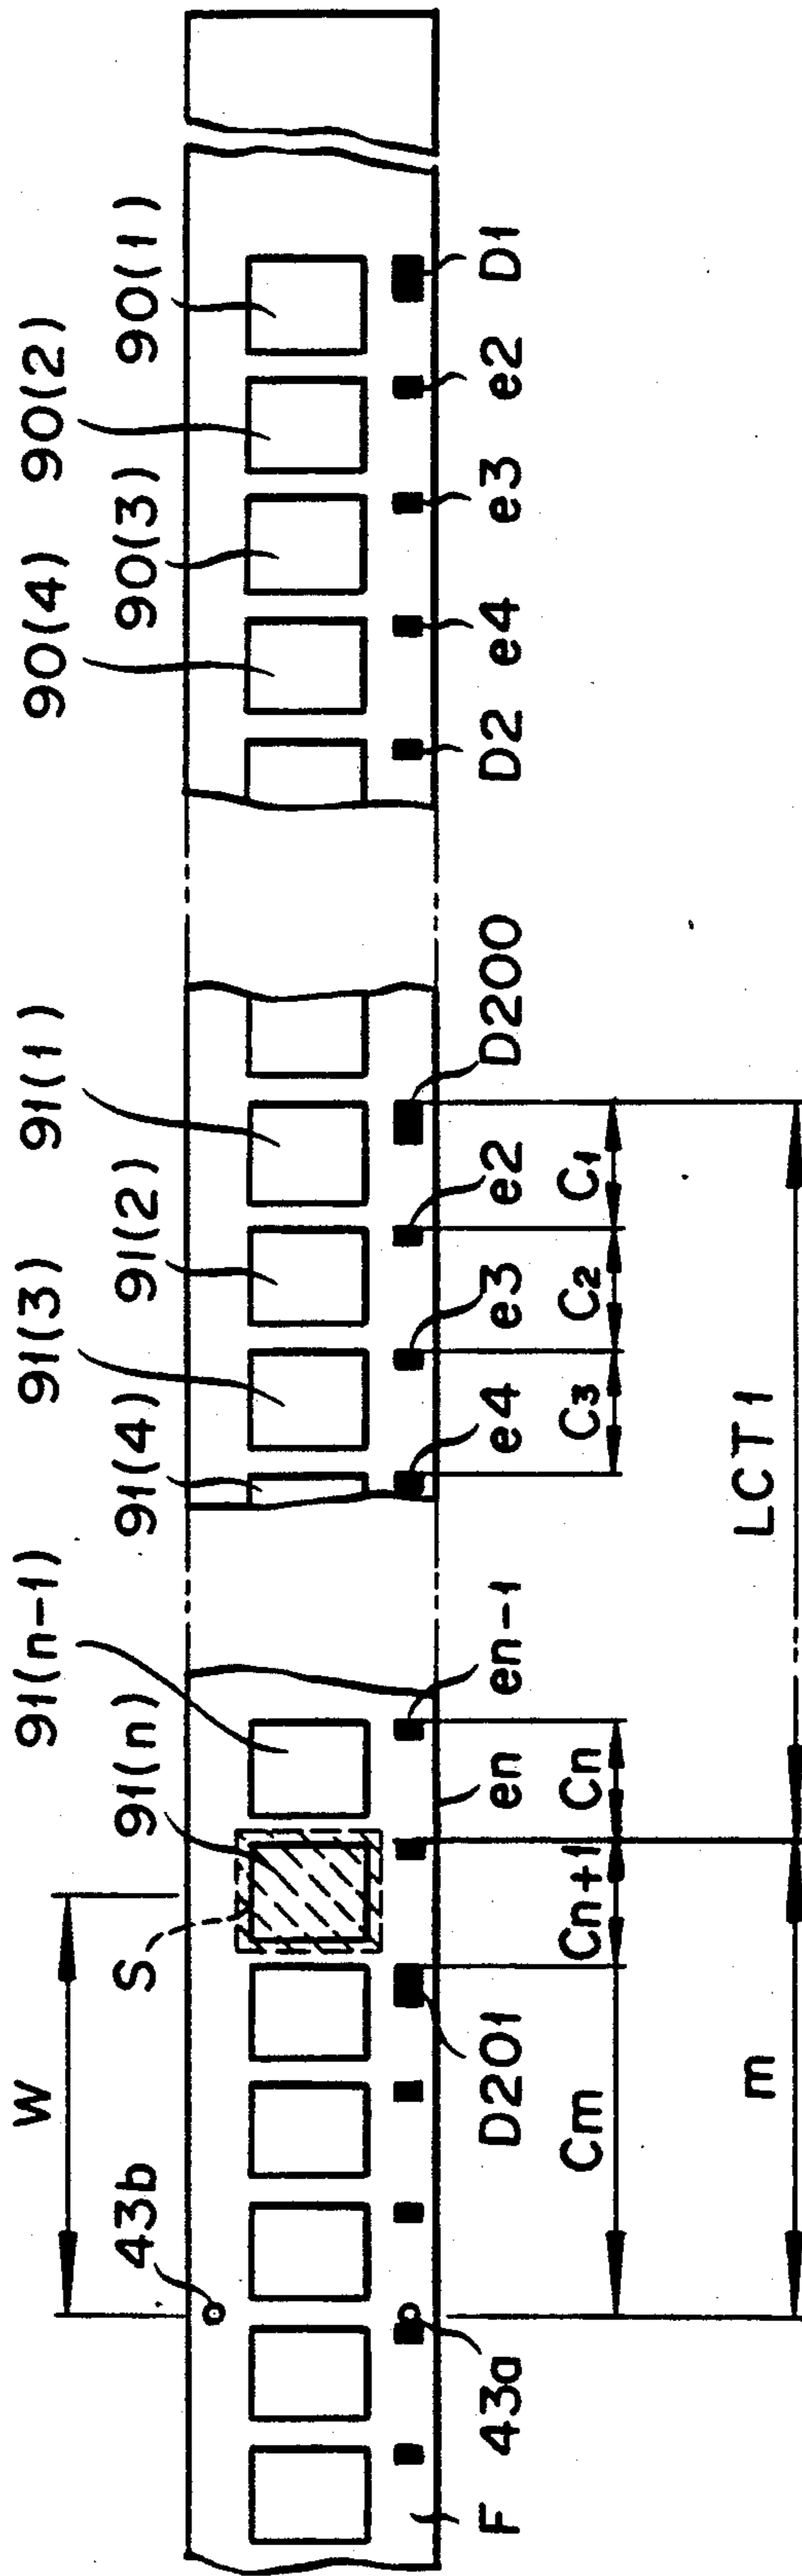 90(1)
90(2)
90(3)
90(4)
D1
e2
e3
e4
D2
91(1)
91(2)
91(3)
91(4)
D200
e2
e3
e4
C1
C2
C3
LCT1
91(n-1)
91(n)
S
W
43b
en-1
en
Cn
Cn+1
D201
Cm
m
43a
F